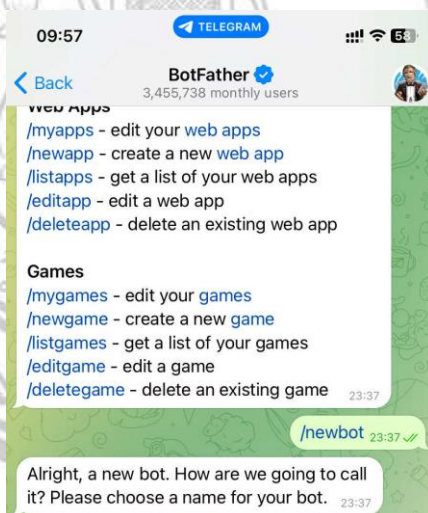 09:57
TELEGRAM
58
Back
BotFather
3,455,738 monthly users
Web Apps
/myapps - edit your web apps
/newapp - create a new web app
/listapps - get a list of your web apps
/editapp - edit a web app
/deleteapp - delete an existing web app
Games
/mygames - edit your games
/newgame - create a new game
/listgames - get a list of your games
/editgame - edit a game
/deletegame - delete an existing game 23:37
/newbot 23:37
Alright, a new bot. How are we going to call
it? Please choose a name for your bot. 23:37